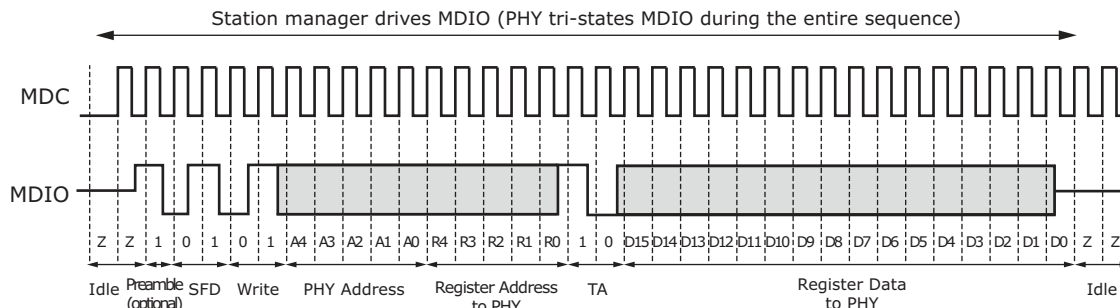 Station manager drives MDIO (PHY tri-states MDIO during the entire sequence)
MDC
MDIO
Z Z 1 0 1 0 1 A4 A3 A2 A1 A0 R4 R3 R2 R1 R0 1 0 D15 D14 D13 D12 D11 D10 D9 D8 D7 D6 D5 D4 D3 D2 D1 D0 Z Z
Idle Preamble SFD Write PHY Address Register Address TA Register Data Idle
(optional) to PHY to PHY